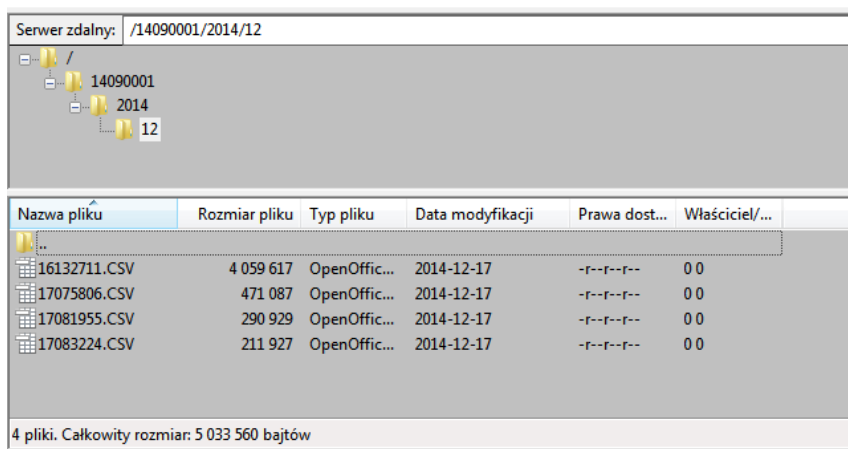 Serwer zdalny: /14090001/2014/12
/
14090001
2014
12
Nazwa pliku Rozmiar pliku Typ pliku Data modyfikacji Prawa dost... Właściciel/...
..
16132711.CSV 4 059 617 OpenOffic... 2014-12-17 -r--r--r-- 0 0
17075806.CSV 471 087 OpenOffic... 2014-12-17 -r--r--r-- 0 0
17081955.CSV 290 929 OpenOffic... 2014-12-17 -r--r--r-- 0 0
17083224.CSV 211 927 OpenOffic... 2014-12-17 -r--r--r-- 0 0
4 pliki. Całkowity rozmiar: 5 033 560 bajtów